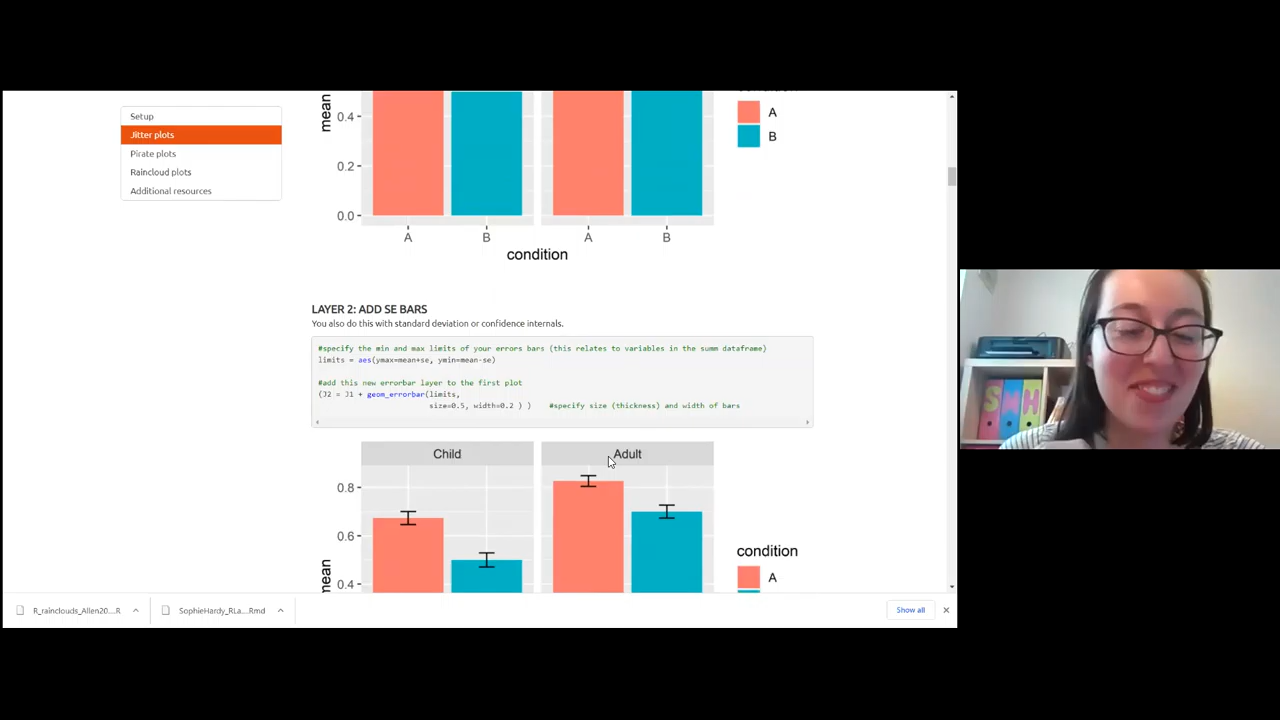 Setup
Jitter plots
Pirate plots
Raincloud plots
Additional resources
mean
0.4
0.2
0.0
A
B
A
B
condition
A
B
LAYER 2: ADD SE BARS
You also do this with standard deviation or confidence internals.
#specify the min and max limits of your errors bars (this relates to variables in the summ dataframe)
limits = aes(ymax=mean+se, ymin=mean-se)
#add this new errorbar layer to the first plot
(J2 = J1 + geom_errorbar(limits,
size=0.5, width=0.2 ) ) #specify size (thickness) and width of bars
Child
Adult
0.8
0.6
0.4
mean
condition
A
R_rainclouds_Allen20....R
SophieHardy_RLa....Rmd
Show all
SMH